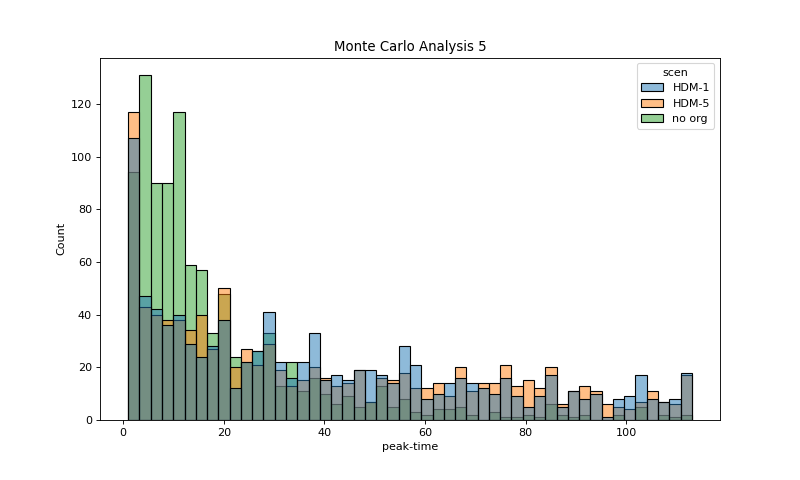 Monte Carlo Analysis 5
scen
HDM-1
HDM-5
no org
120
100
80
60
40
20
0
Count
0 20 40 60 80 100
peak-time